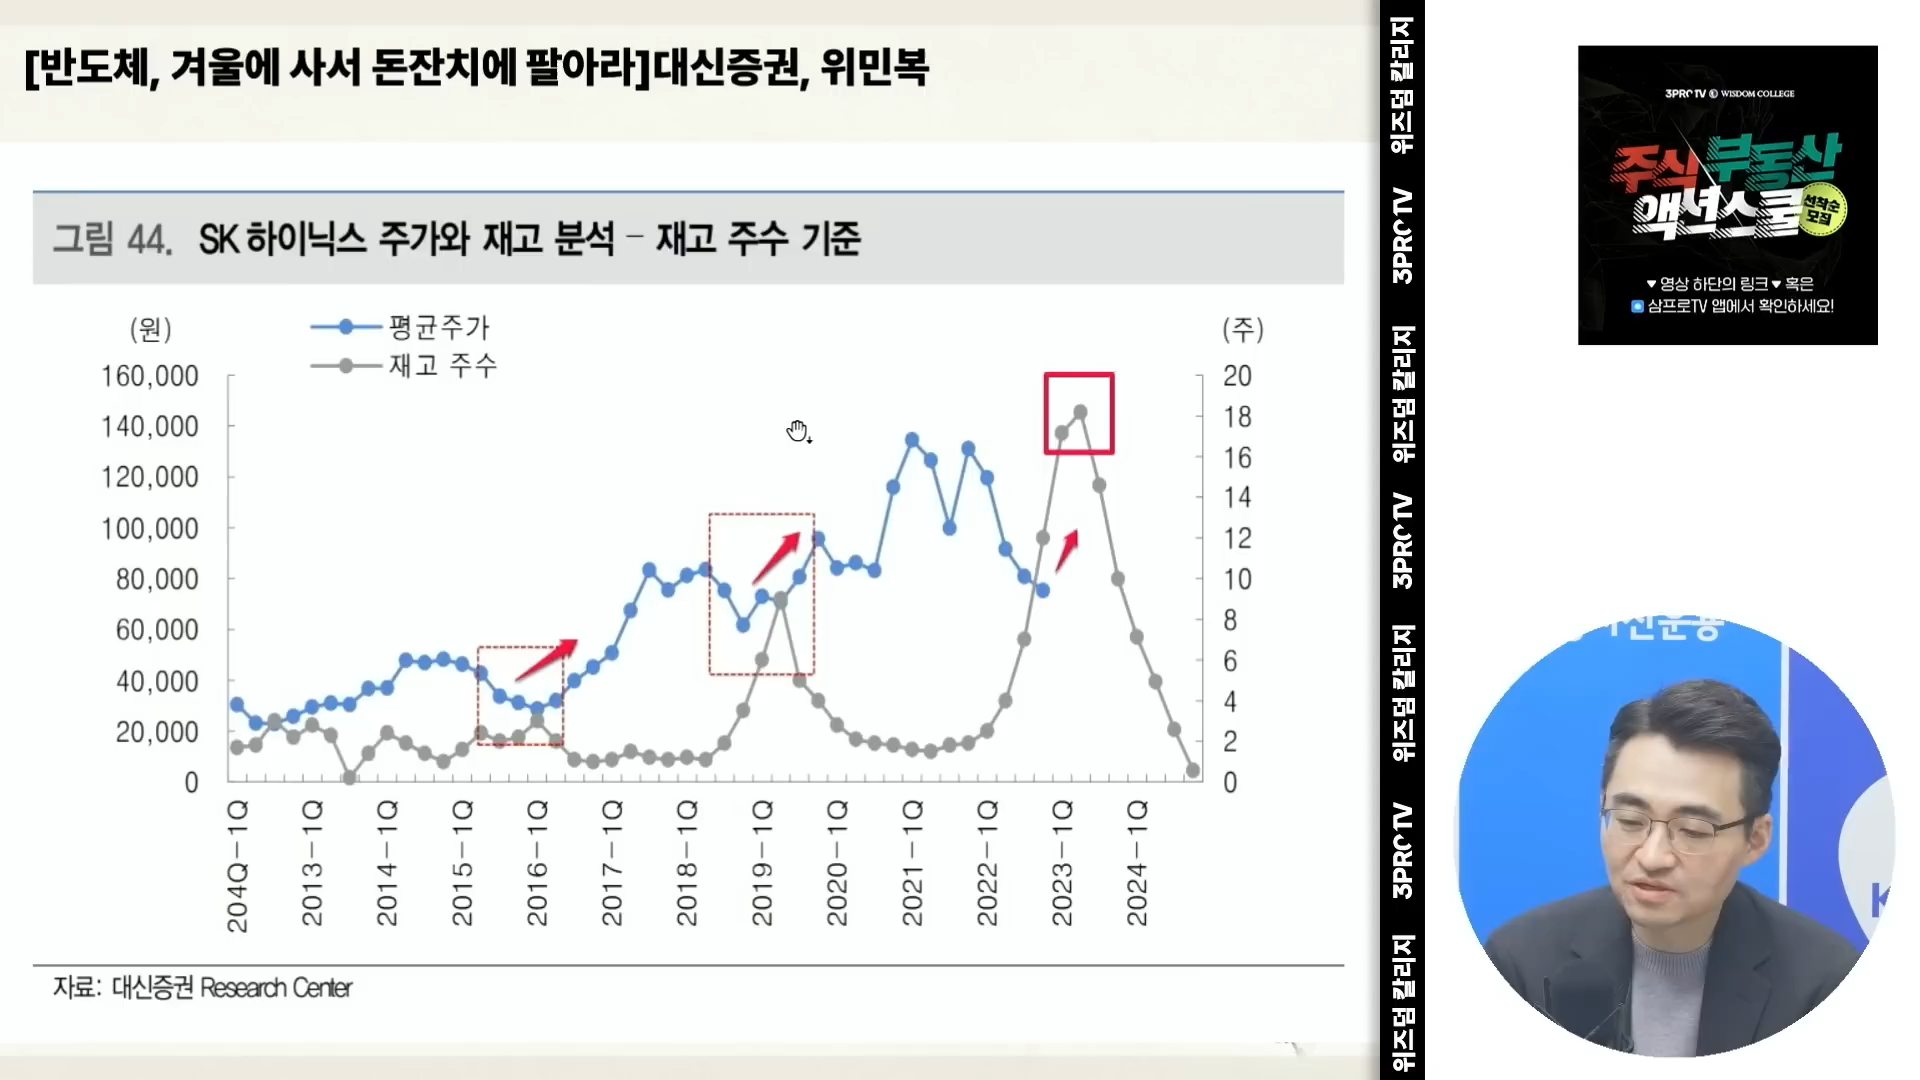 [반도체, 겨울에 사서 돈잔치에 팔아라]대신증권, 위민복
그림 44. SK하이닉스 주가와 재고 분석 – 재고 주수 기준
(원)
평균주가
재고 주수
(주)
160,000
140,000
120,000
100,000
80,000
60,000
40,000
20,000
0
20
18
16
14
12
10
8
6
4
2
0
204Q–1Q
2013–1Q
2014–1Q
2015–1Q
2016–1Q
2017–1Q
2018–1Q
2019–1Q
2020–1Q
2021–1Q
2022–1Q
2023–1Q
2024–1Q
자료: 대신증권 Research Center
위즈덤 칼리지
3PROTV
위즈덤 칼리지
3PROTV
위즈덤 칼리지
3PROTV
위즈덤 칼리지
3PROTV WISDOM COLLEGE
주식 부동산
액션스쿨
선착순
모집
▼영상 하단의 링크▼ 혹은
삼프로TV 앱에서 확인하세요!
K